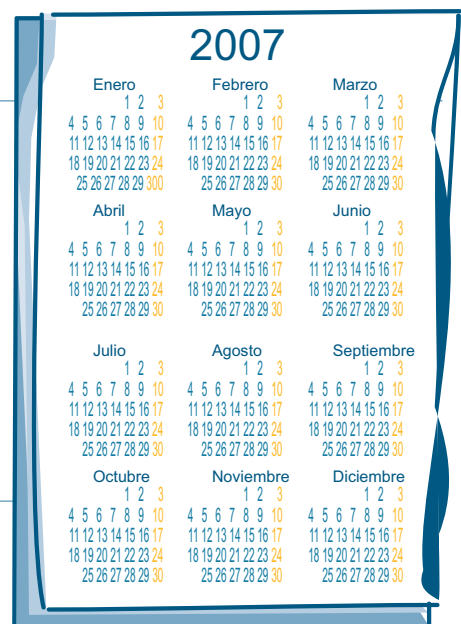 2007
Enero Febrero Marzo
1 2 3 1 2 3 1 2 3
4 5 6 7 8 9 10 4 5 6 7 8 9 10 4 5 6 7 8 9 10
11 12 13 14 15 16 17 11 12 13 14 15 16 17 11 12 13 14 15 16 17
18 19 20 21 22 23 24 18 19 20 21 22 23 24 18 19 20 21 22 23 24
25 26 27 28 29 300 25 26 27 28 29 30 25 26 27 28 29 30
Abril Mayo Junio
1 2 3 1 2 3 1 2 3
4 5 6 7 8 9 10 4 5 6 7 8 9 10 4 5 6 7 8 9 10
11 12 13 14 15 16 17 11 12 13 14 15 16 17 11 12 13 14 15 16 17
18 19 20 21 22 23 24 18 19 20 21 22 23 24 18 19 20 21 22 23 24
25 26 27 28 29 30 25 26 27 28 29 30 25 26 27 28 29 30
Julio Agosto Septiembre
1 2 3 1 2 3 1 2 3
4 5 6 7 8 9 10 4 5 6 7 8 9 10 4 5 6 7 8 9 10
11 12 13 14 15 16 17 11 12 13 14 15 16 17 11 12 13 14 15 16 17
18 19 20 21 22 23 24 18 19 20 21 22 23 24 18 19 20 21 22 23 24
25 26 27 28 29 30 25 26 27 28 29 30 25 26 27 28 29 30
Octubre Noviembre Diciembre
1 2 3 1 2 3 1 2 3
4 5 6 7 8 9 10 4 5 6 7 8 9 10 4 5 6 7 8 9 10
11 12 13 14 15 16 17 11 12 13 14 15 16 17 11 12 13 14 15 16 17
18 19 20 21 22 23 24 18 19 20 21 22 23 24 18 19 20 21 22 23 24
25 26 27 28 29 30 25 26 27 28 29 30 25 26 27 28 29 30